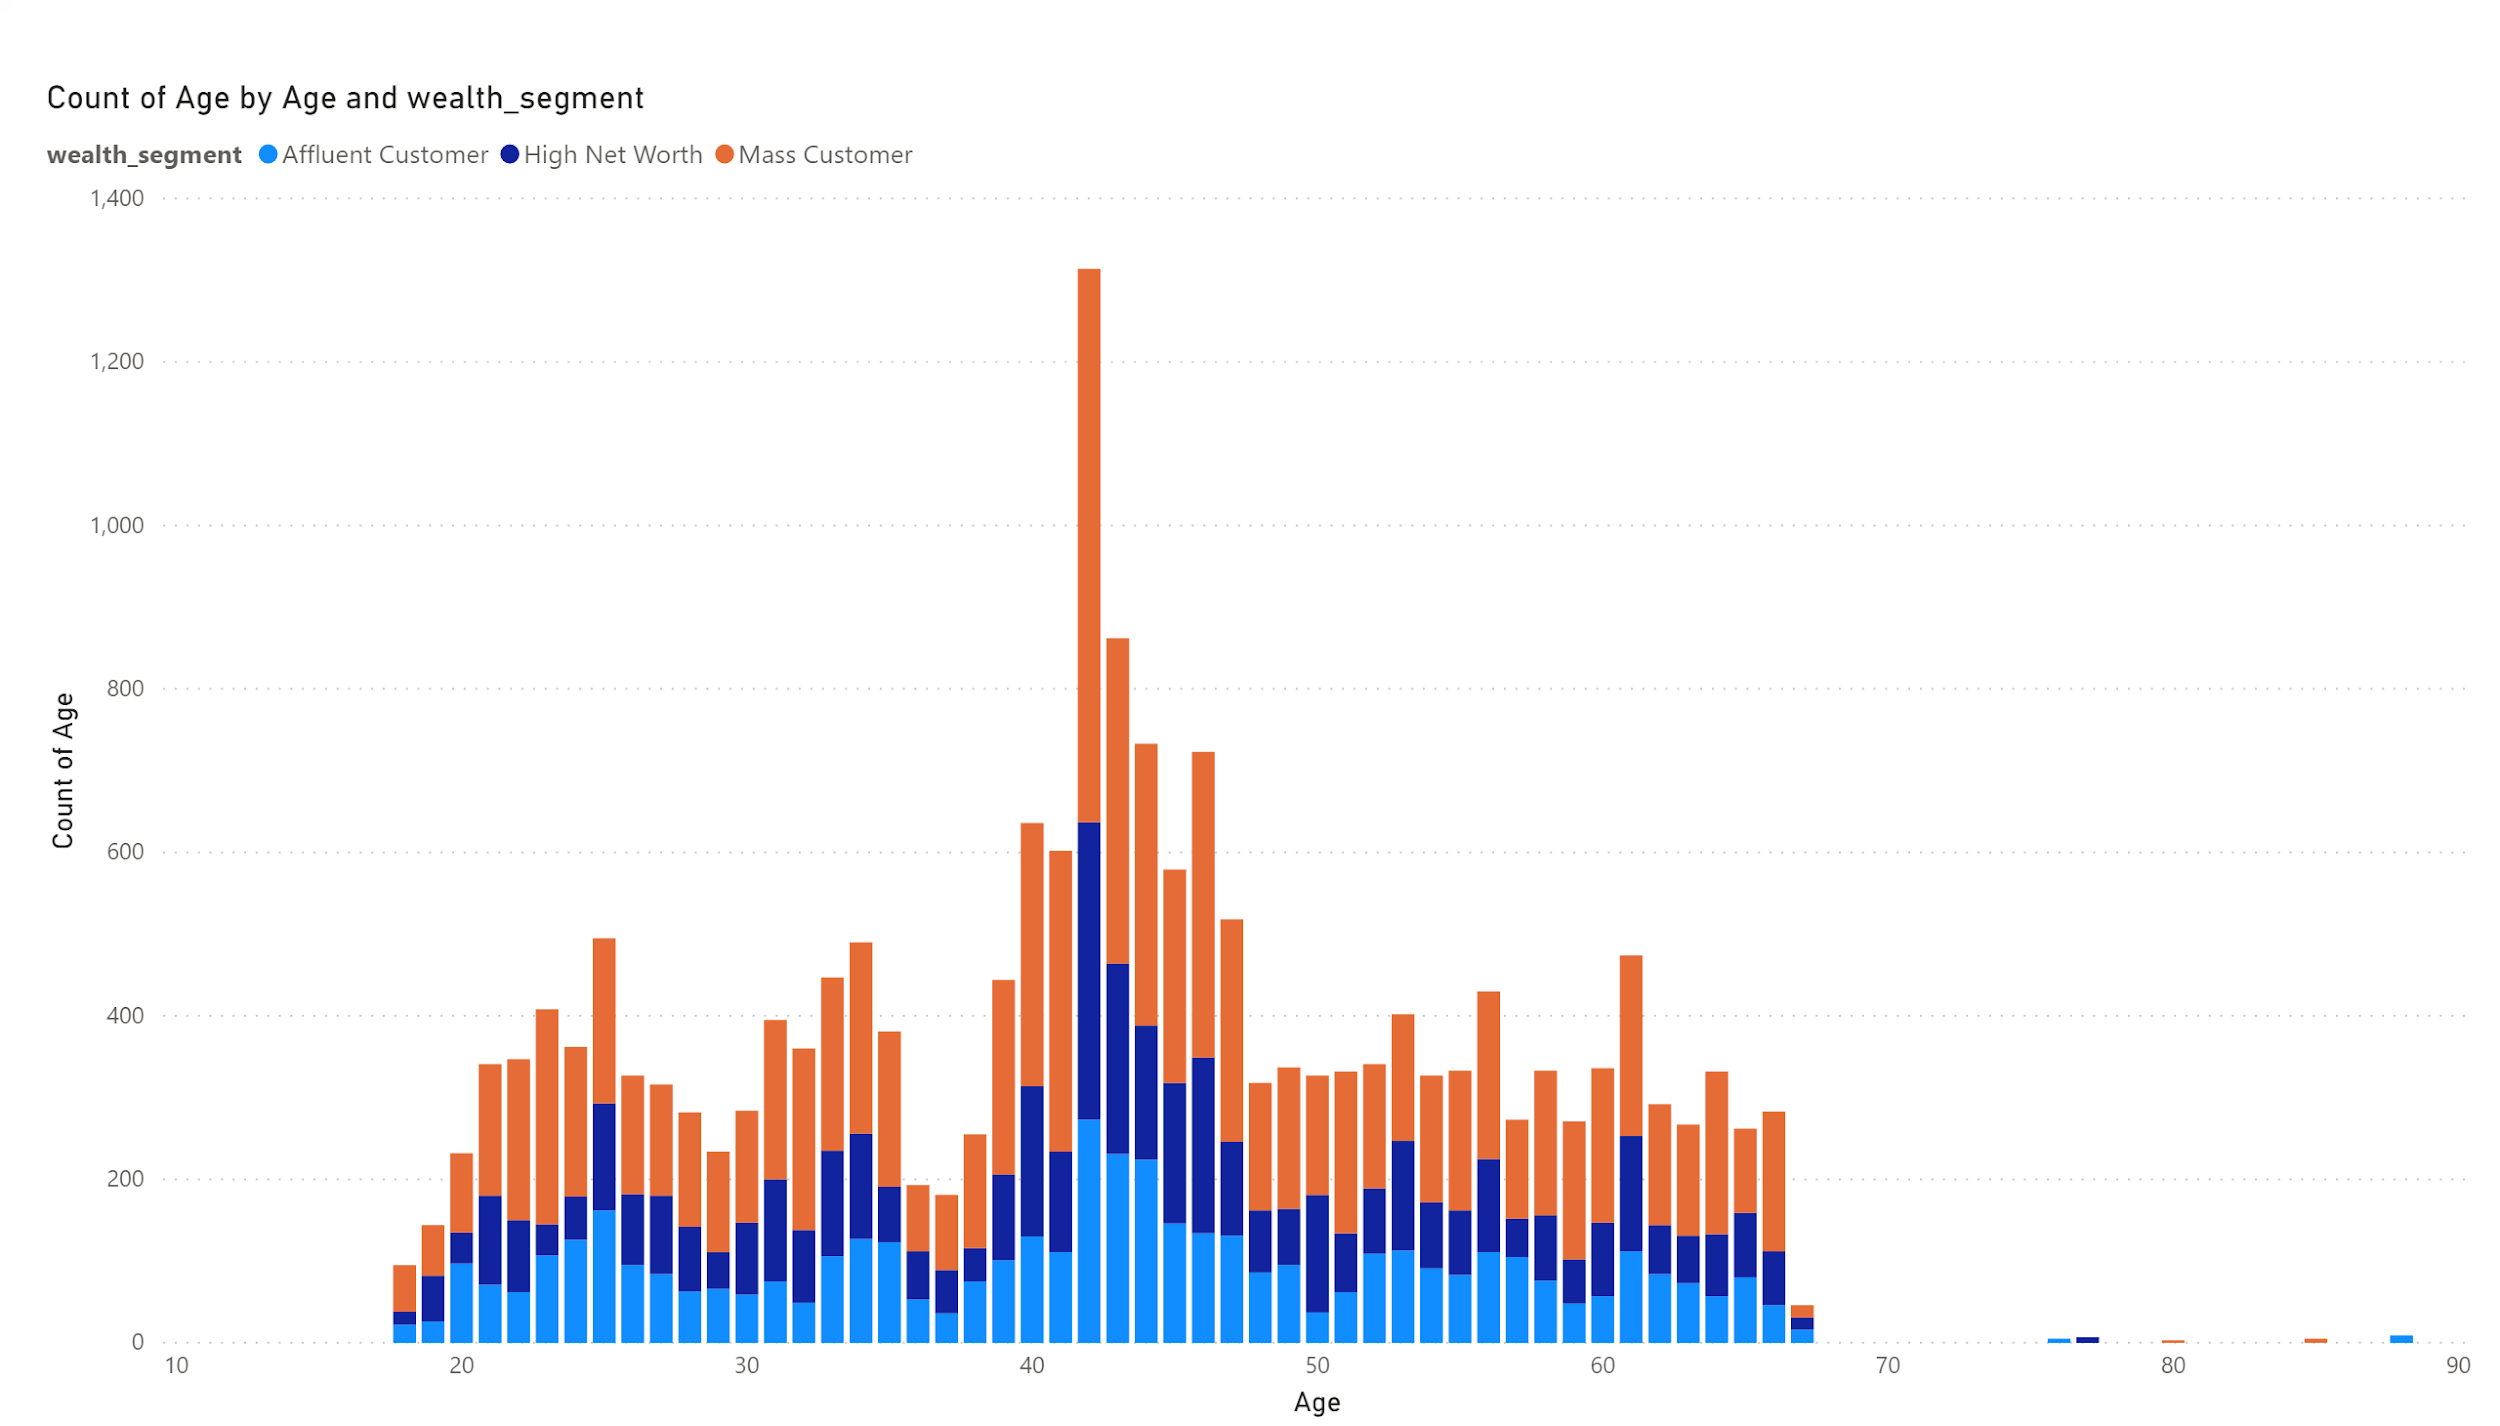 Count of Age by Age and wealth_segment
wealth_segment Affluent Customer High Net Worth Mass Customer
1,400
1,200
1,000
800
600
400
200
0
Count of Age
10 20 30 40 50 60 70 80 90
Age